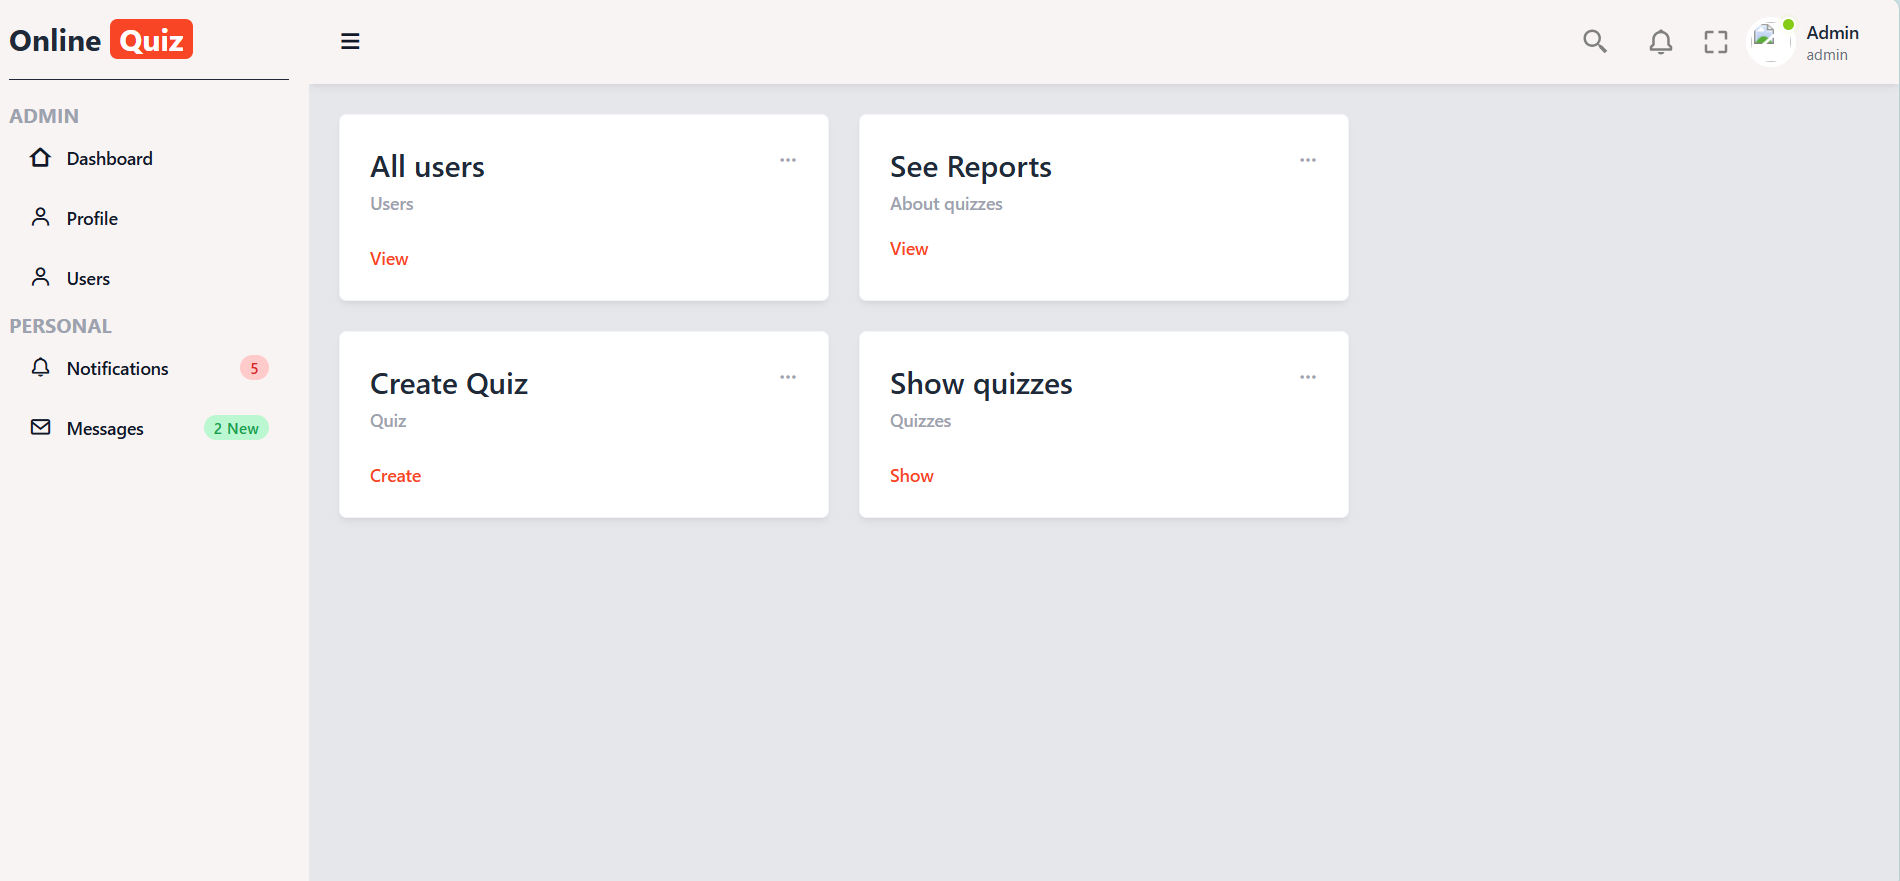 Online Quiz
Admin
admin
ADMIN
Dashboard
Profile
Users
PERSONAL
Notifications 5
Messages 2 New
All users
Users
View
See Reports
About quizzes
View
Create Quiz
Quiz
Create
Show quizzes
Quizzes
Show